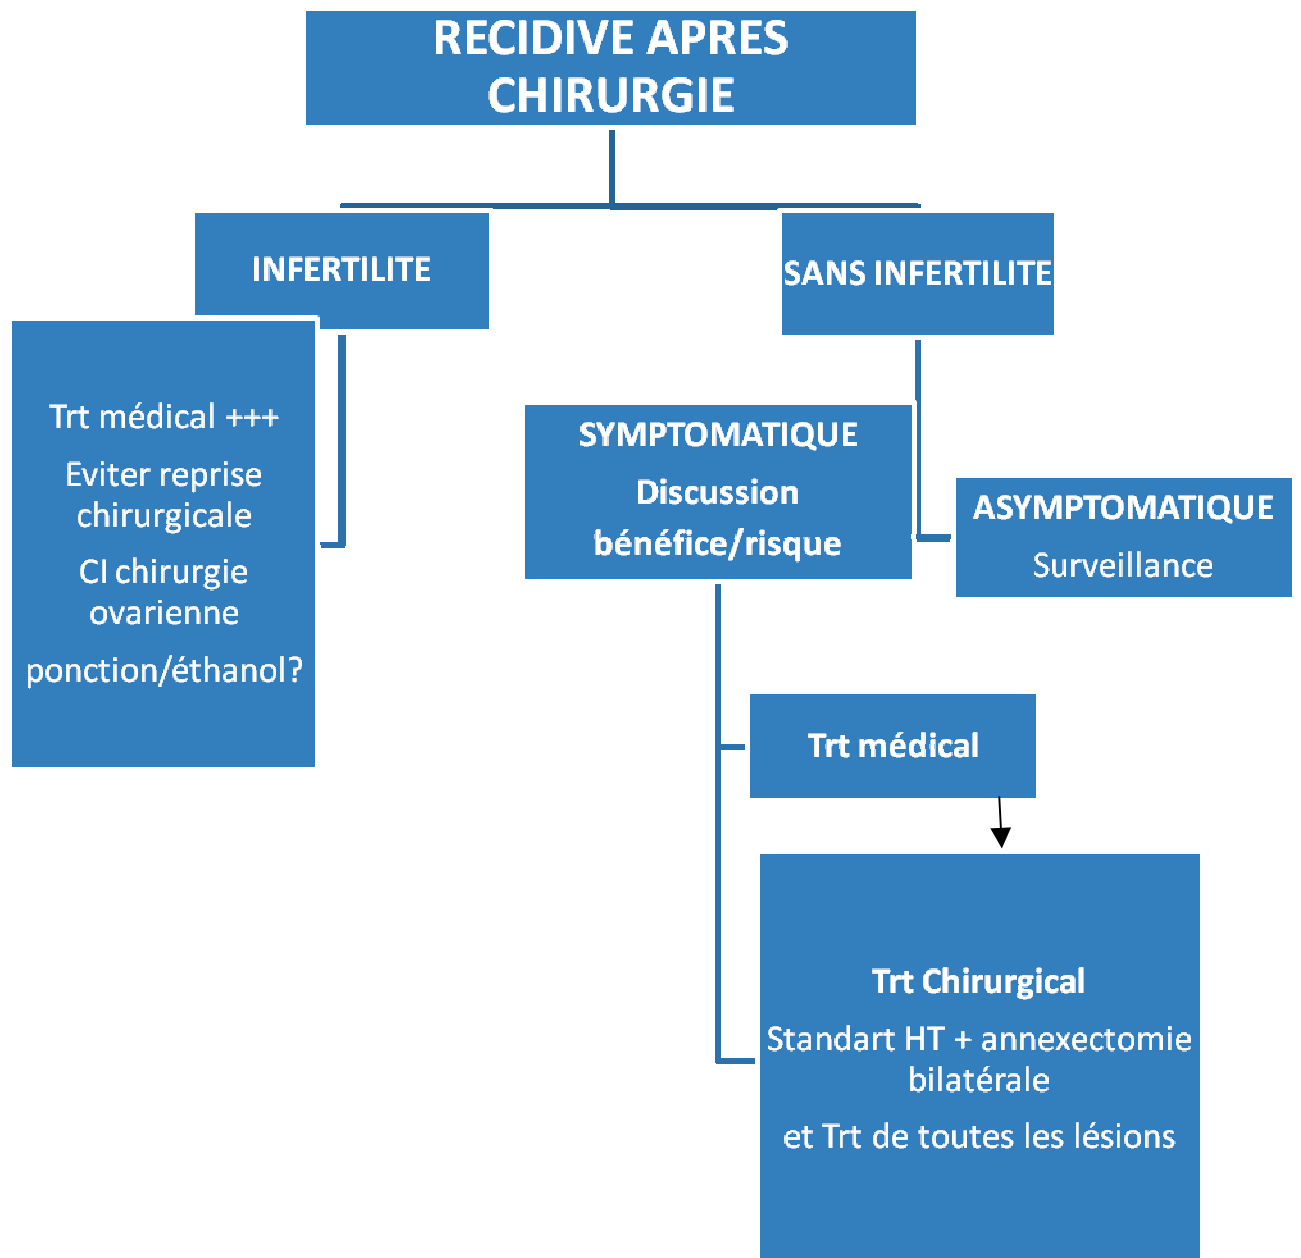 RECIDIVE APRES
CHIRURGIE
INFERTILITE
SANS INFERTILITE
Trt médical +++
Eviter reprise
chirurgicale
CI chirurgie
ovarienne
ponction/éthanol?
SYMPTOMATIQUE
Discussion
bénéfice/risque
ASYMPTOMATIQUE
Surveillance
Trt médical
Trt Chirurgical
Standart HT + annexectomie
bilatérale
et Trt de toutes les lésions